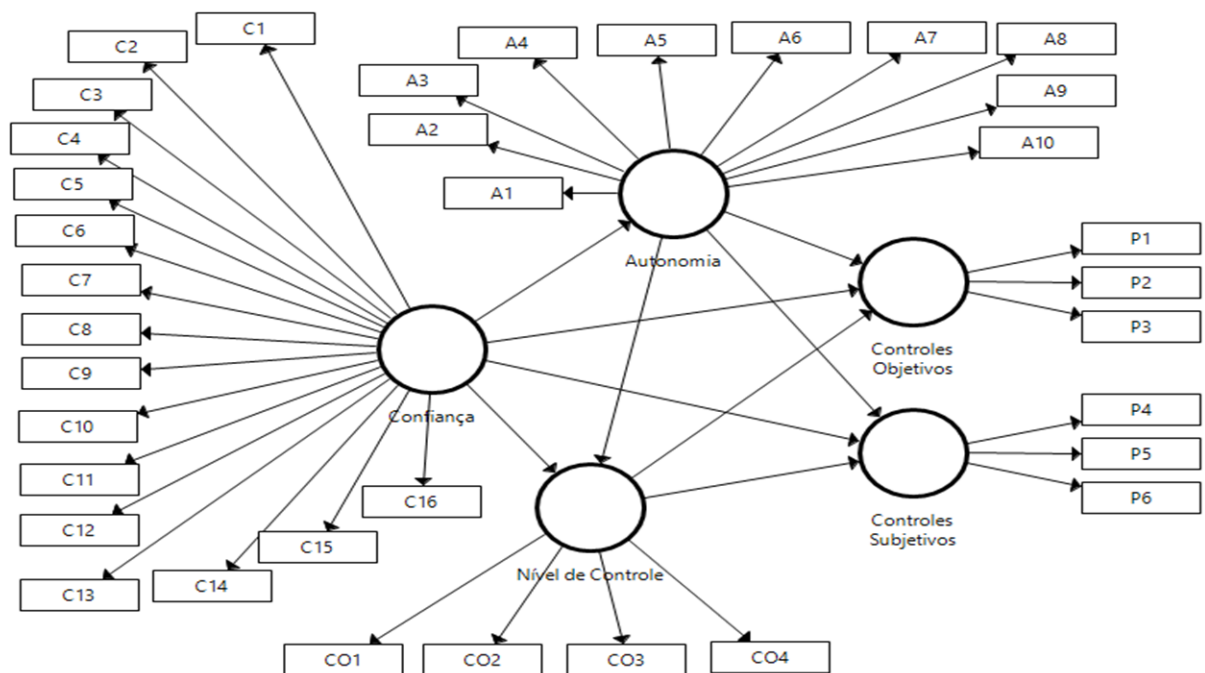 C1
C2
C3
C4
C5
C6
C7
C8
C9
C10
C11
C12
C13
C14
C15
C16
Confiança
A1
A2
A3
A4
A5
A6
A7
A8
A9
A10
Autonomia
Nível de Controle
CO1
CO2
CO3
CO4
Controles
Objetivos
P1
P2
P3
Controles
Subjetivos
P4
P5
P6